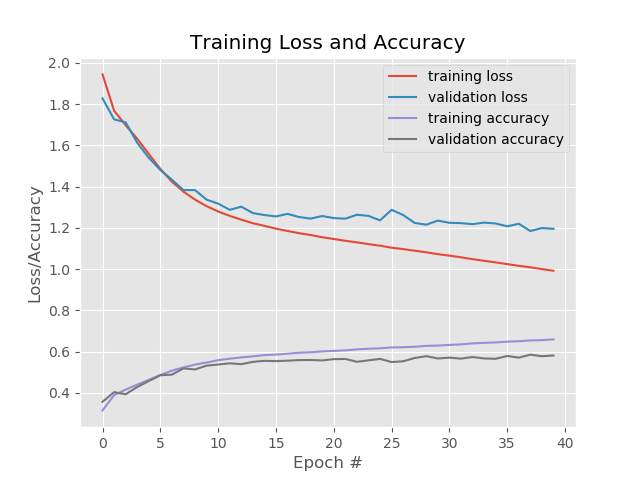 Training Loss and Accuracy
training loss
validation loss
training accuracy
validation accuracy
Loss/Accuracy
2.0
1.8
1.6
1.4
1.2
1.0
0.8
0.6
0.4
0 5 10 15 20 25 30 35 40
Epoch #